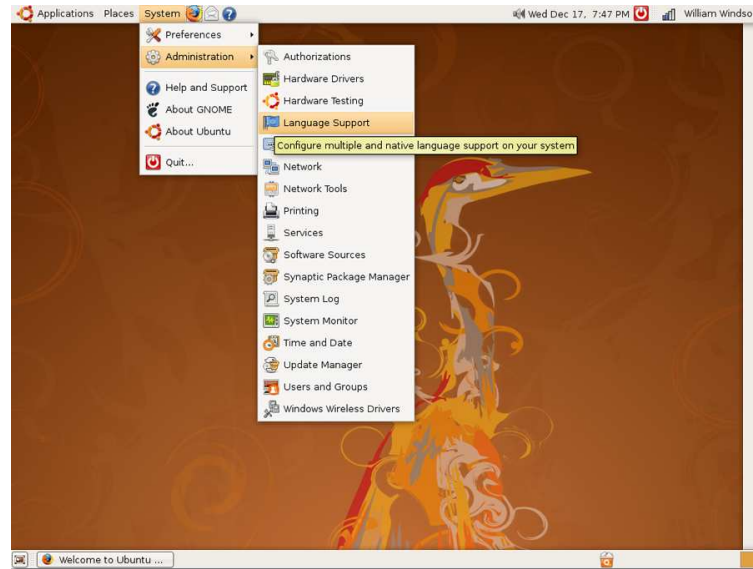 Applications Places System
Wed Dec 17, 7:47 PM
William Windso
Preferences
Administration
Help and Support
About GNOME
About Ubuntu
Quit...
Authorizations
Hardware Drivers
Hardware Testing
Language Support
Configure multiple and native language support on your system
Network
Network Tools
Printing
Services
Software Sources
Synaptic Package Manager
System Log
System Monitor
Time and Date
Update Manager
Users and Groups
Windows Wireless Drivers
Welcome to Ubuntu ...